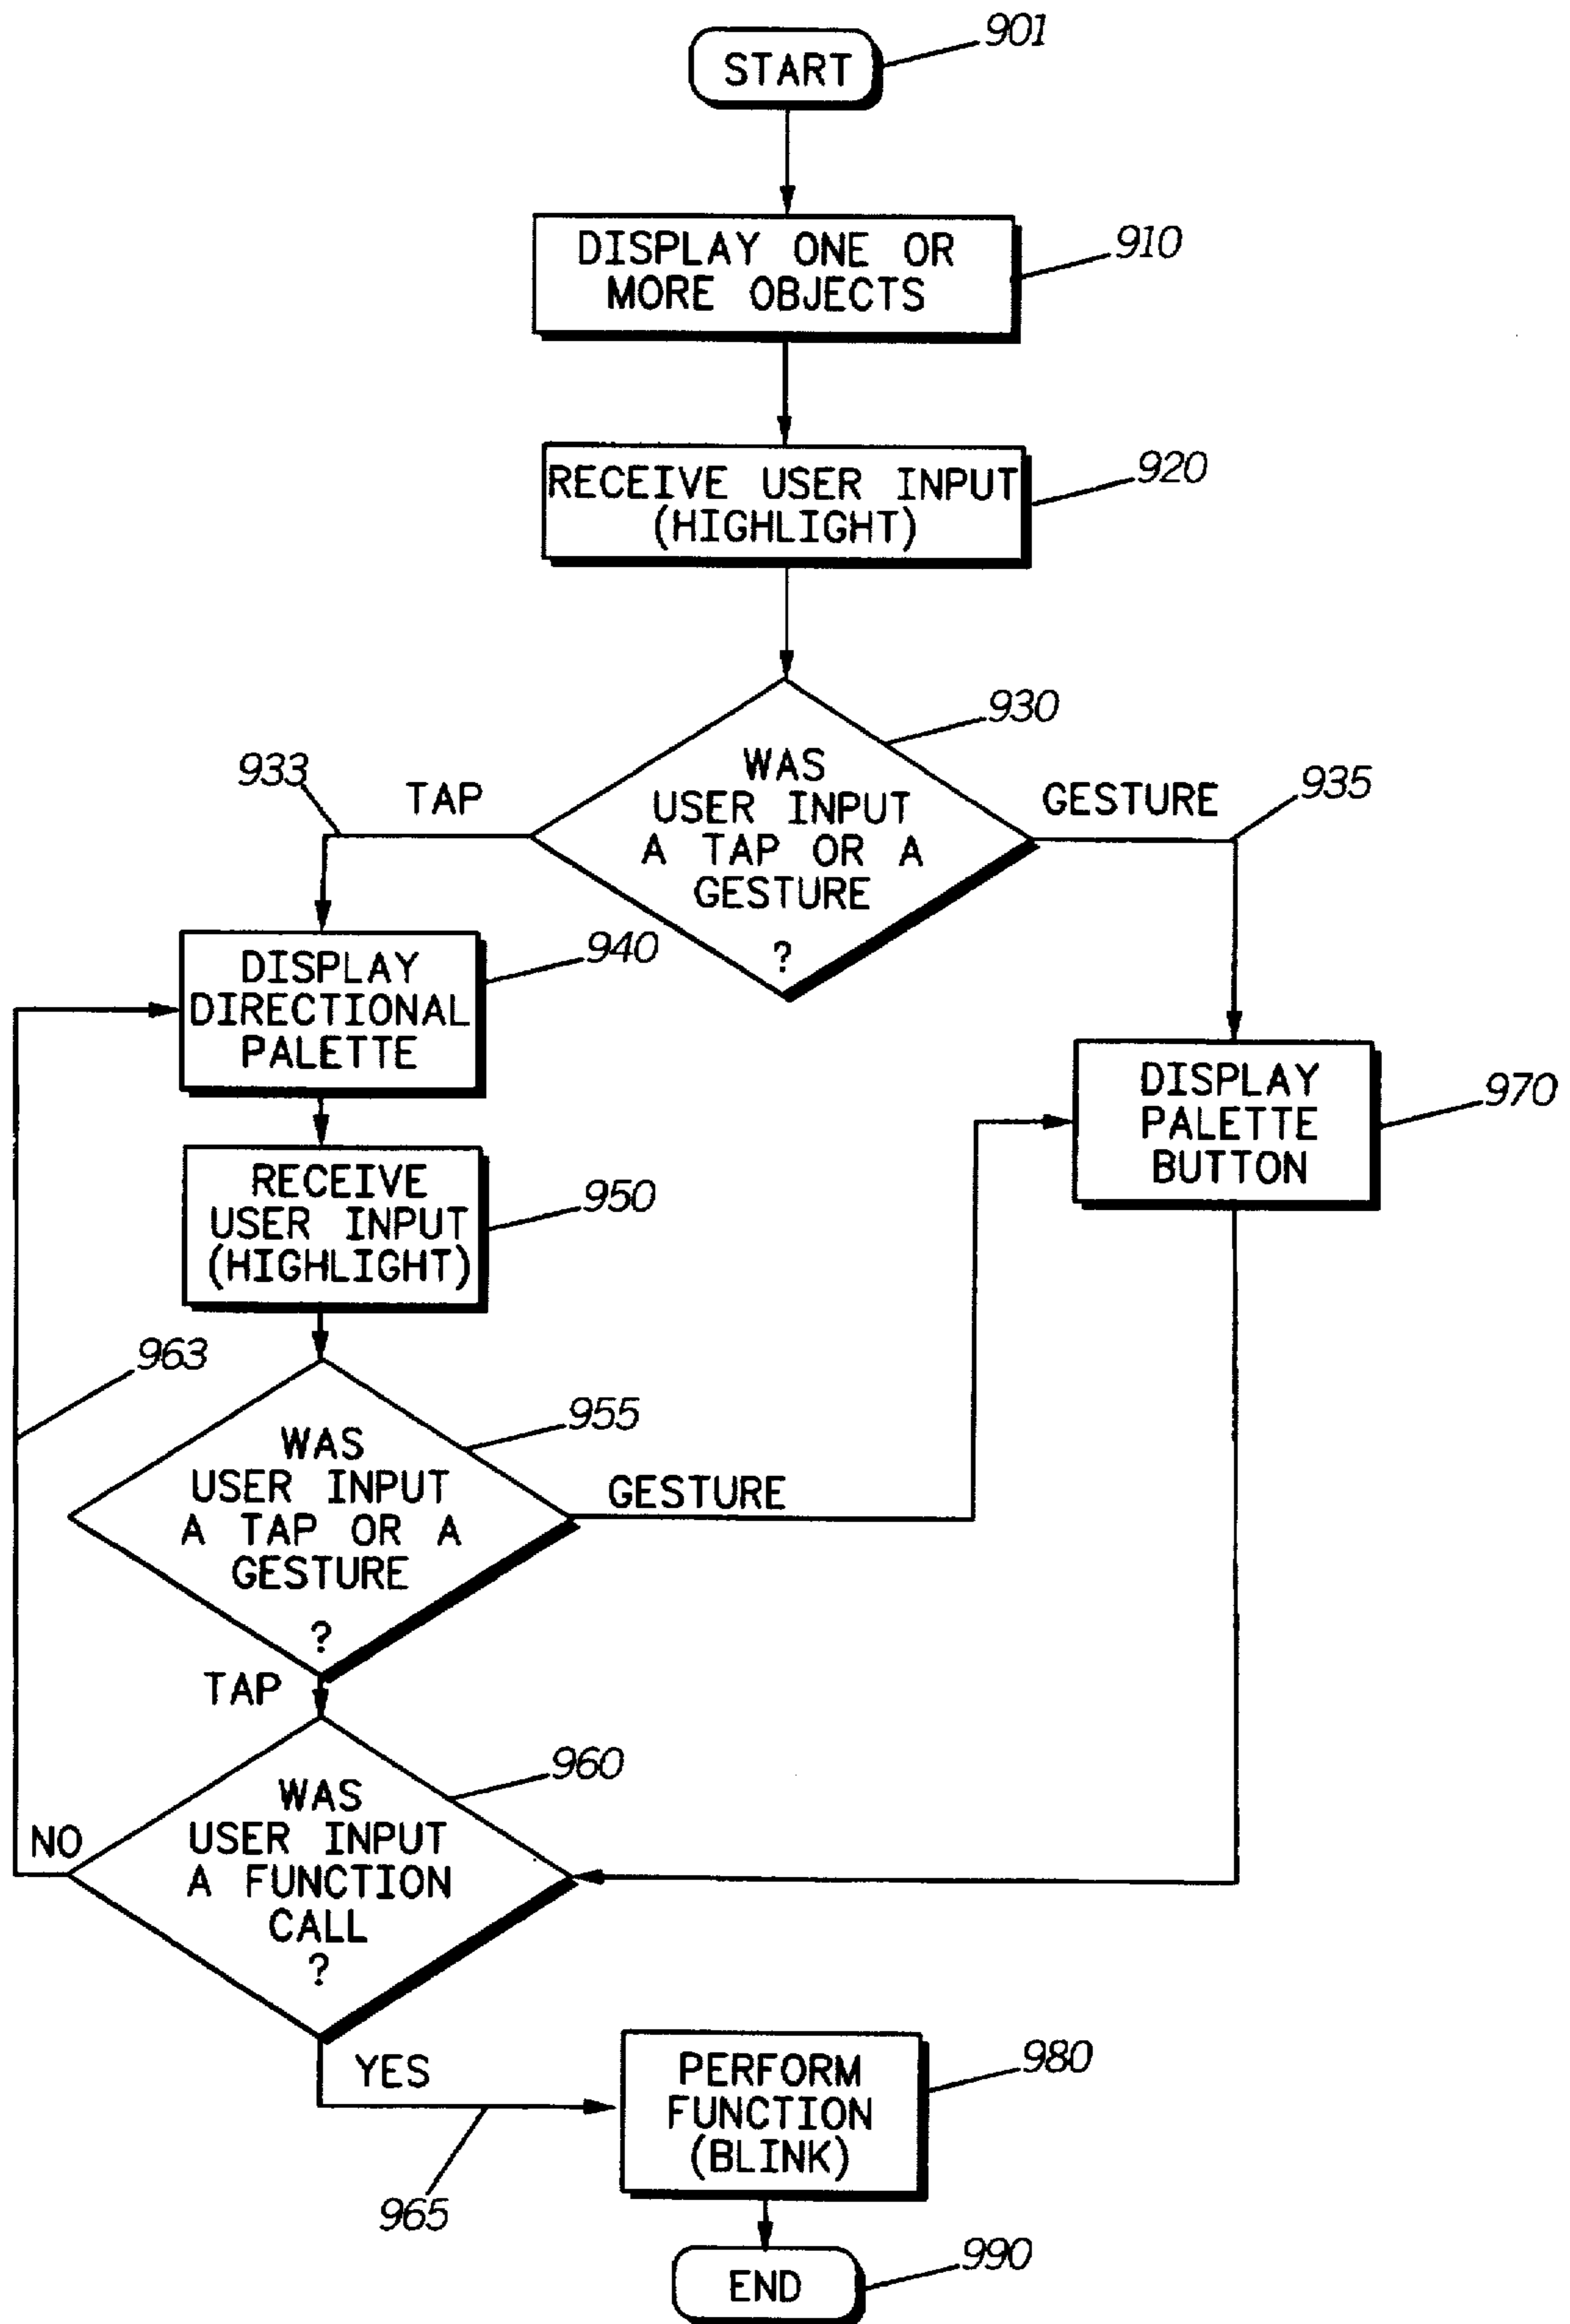 START
901
DISPLAY ONE OR
MORE OBJECTS
910
RECEIVE USER INPUT
(HIGHLIGHT)
920
930
WAS
USER INPUT
A TAP OR A
GESTURE
?
933
TAP
GESTURE
935
DISPLAY
DIRECTIONAL
PALETTE
940
DISPLAY
PALETTE
BUTTON
970
RECEIVE
USER INPUT
(HIGHLIGHT)
950
963
955
WAS
USER INPUT
A TAP OR A
GESTURE
?
GESTURE
TAP
960
WAS
USER INPUT
A FUNCTION
CALL
?
NO
YES
965
PERFORM
FUNCTION
(BLINK)
980
END
990